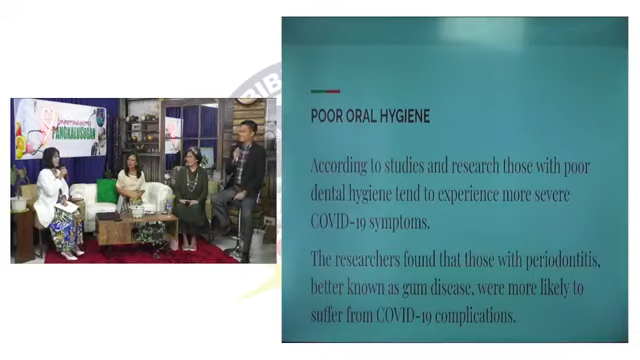 Impormasyong
PANGKALUSUGAN
POOR ORAL HYGIENE
According to studies and research those with poor
dental hygiene tend to experience more severe
COVID-19 symptoms.
The researchers found that those with periodontitis,
better known as gum disease, were more likely to
suffer from COVID-19 complications.